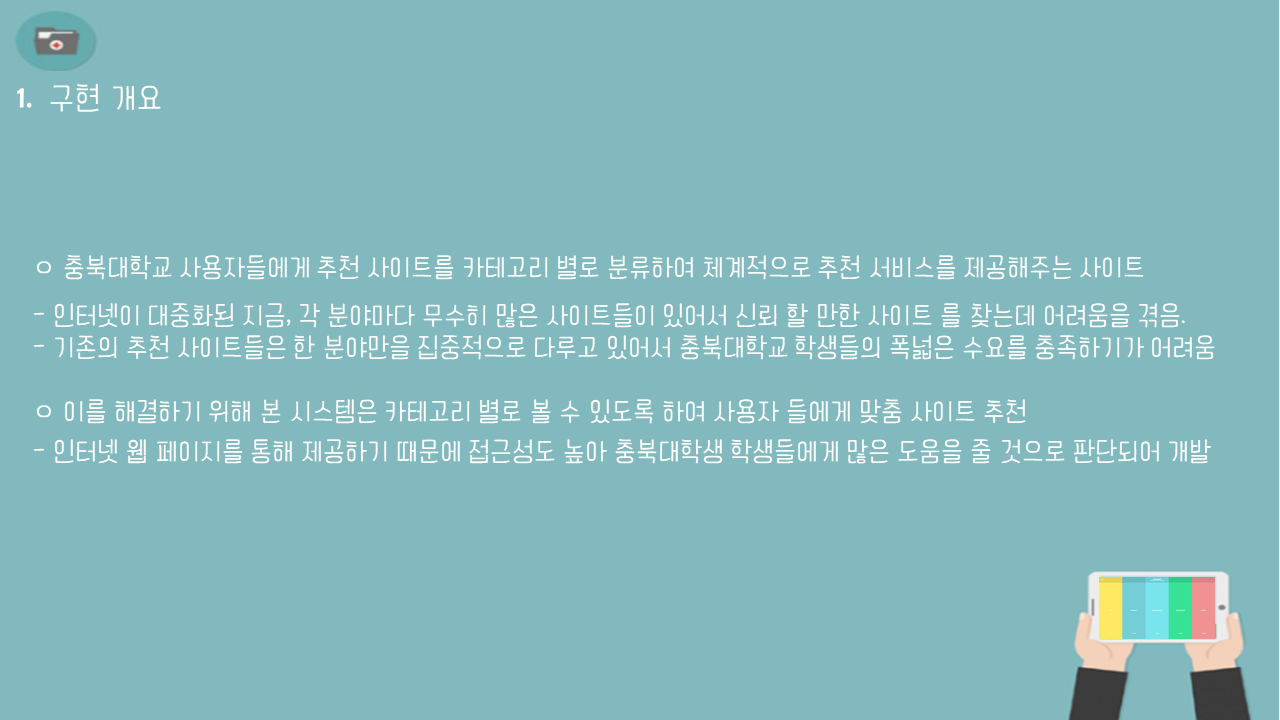 1. 구현 개요
ㅇ 충북대학교 사용자들에게 추천 사이트를 카테고리 별로 분류하여 체계적으로 추천 서비스를 제공해주는 사이트
- 인터넷이 대중화된 지금, 각 분야마다 무수히 많은 사이트들이 있어서 신뢰 할 만한 사이트 를 찾는데 어려움을 겪음.
- 기존의 추천 사이트들은 한 분야만을 집중적으로 다루고 있어서 충북대학교 학생들의 폭넓은 수요를 충족하기가 어려움
ㅇ 이를 해결하기 위해 본 시스템은 카테고리 별로 볼 수 있도록 하여 사용자 들에게 맞춤 사이트 추천
- 인터넷 웹 페이지를 통해 제공하기 때문에 접근성도 높아 충북대학생 학생들에게 많은 도움을 줄 것으로 판단되어 개발